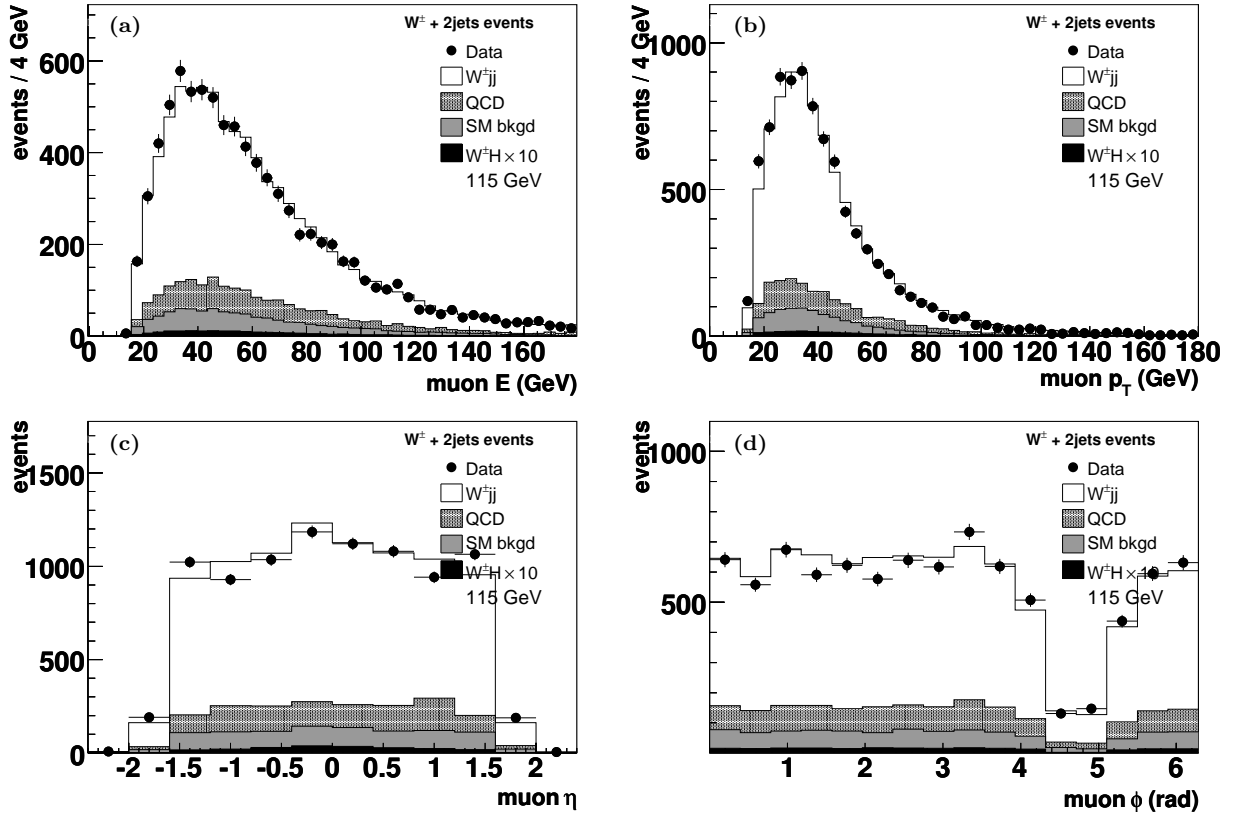 (a)
W± + 2jets events
Data
W±jj
QCD
SM bkgd
W±H×10
115 GeV
events / 4 GeV
600
400
200
0
0 20 40 60 80 100 120 140 160
muon E (GeV)
(b)
W± + 2jets events
Data
W±jj
QCD
SM bkgd
W±H×10
115 GeV
events / 4 GeV
1000
500
0
0 20 40 60 80 100 120 140 160 180
muon pT (GeV)
(c)
W± + 2jets events
Data
W±jj
QCD
SM bkgd
W±H×10
115 GeV
events
1500
1000
500
0
-2 -1.5 -1 -0.5 0 0.5 1 1.5 2
muon η
(d)
W± + 2jets events
Data
W±jj
QCD
SM bkgd
W±H×10
115 GeV
events
1000
500
1 2 3 4 5 6
muon ϕ (rad)